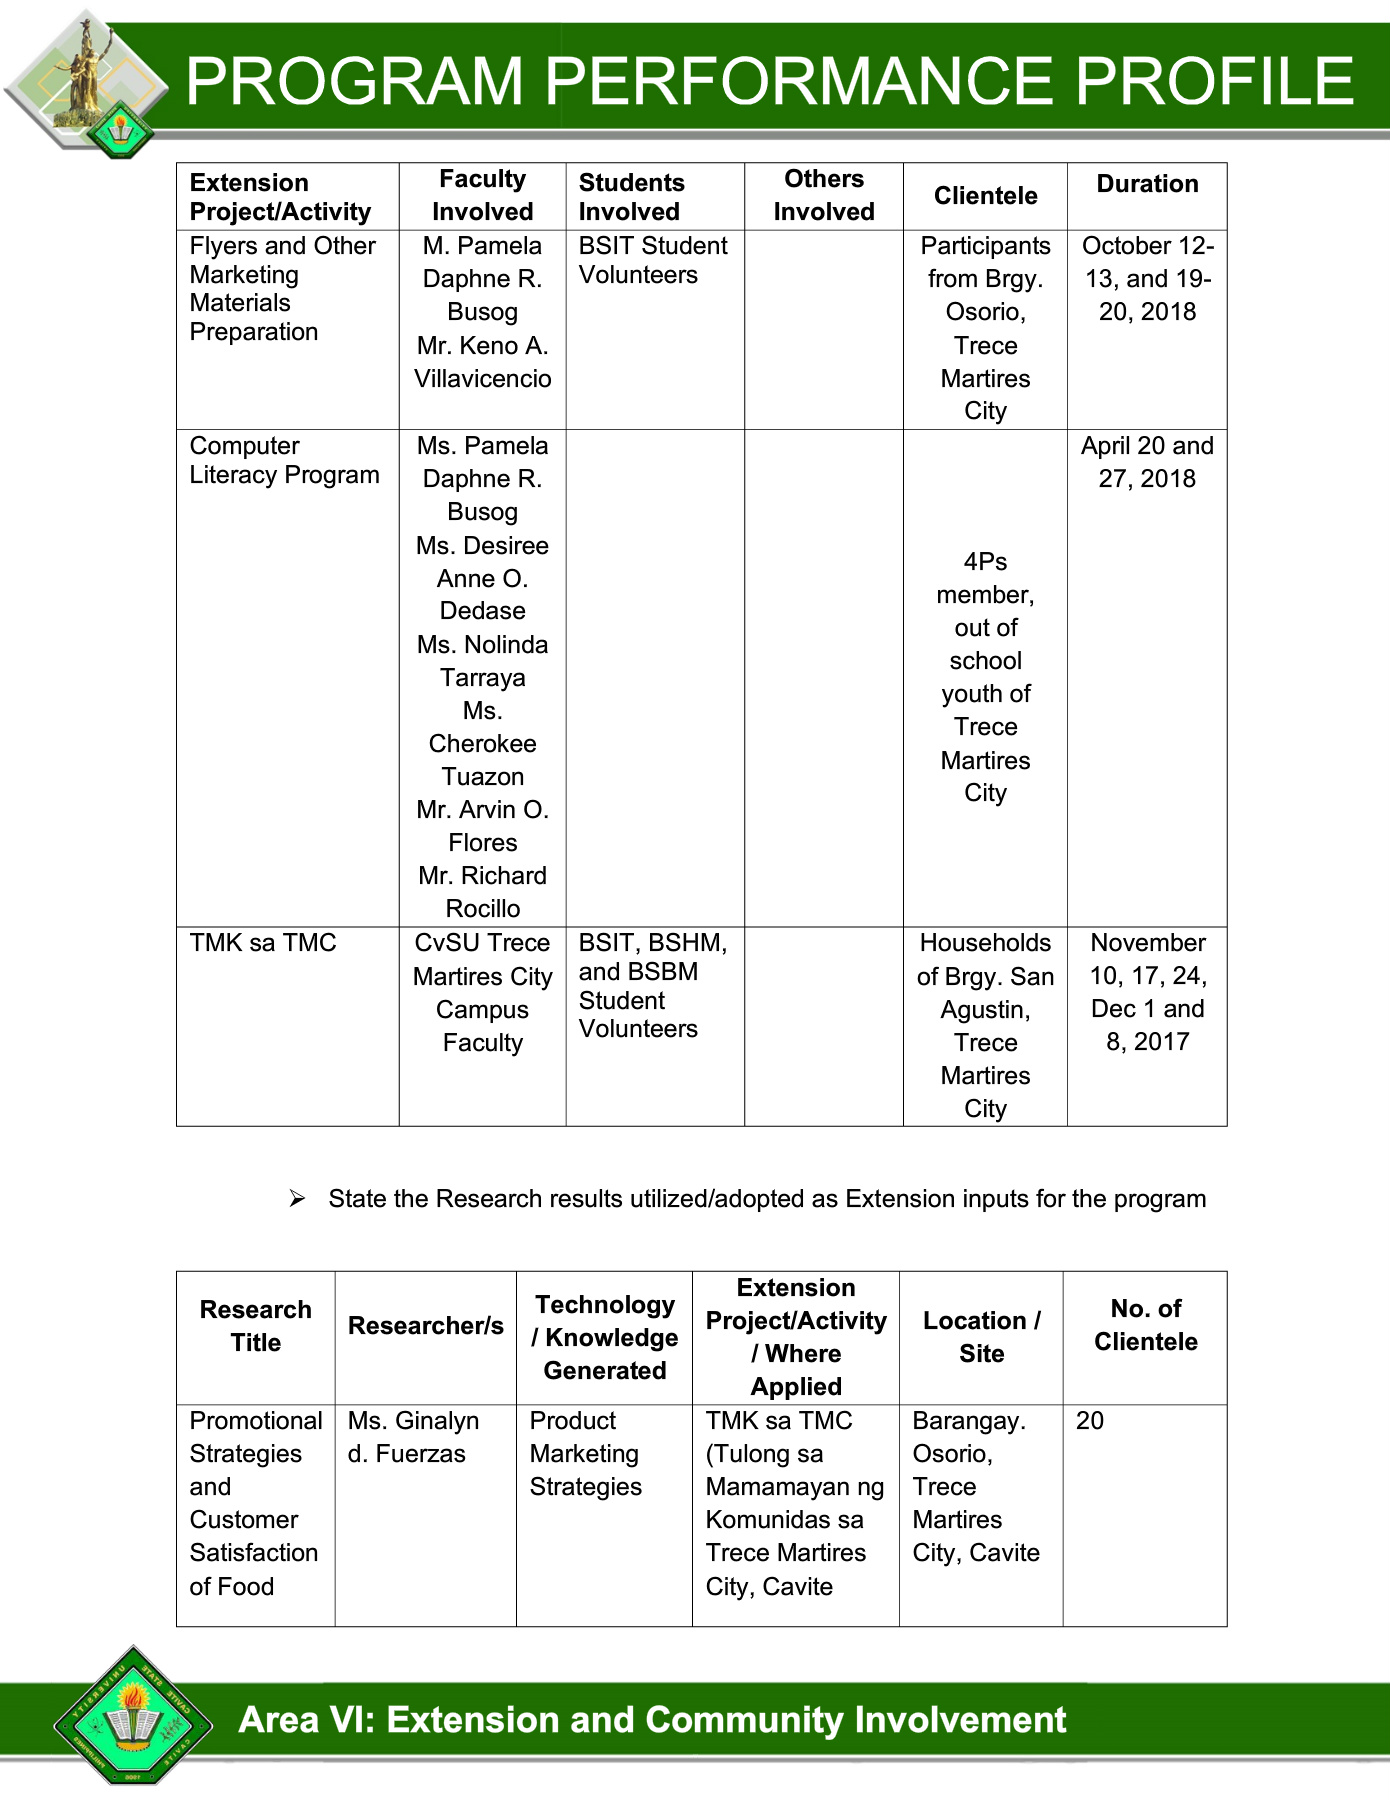 PROGRAM PERFORMANCE PROFILE
Extension Project/Activity
Faculty Involved
Students Involved
Others Involved
Clientele
Duration
Flyers and Other
Marketing
Materials
Preparation
M. Pamela
Daphne R.
Busog
Mr. Keno A.
Villavicencio
BSIT Student
Volunteers
Participants
from Brgy.
Osorio,
Trece
Martires
City
October 12-
13, and 19-
20, 2018
Computer
Literacy Program
Ms. Pamela
Daphne R.
Busog
Ms. Desiree
Anne O.
Dedase
Ms. Nolinda
Tarraya
Ms.
Cherokee
Tuazon
Mr. Arvin O.
Flores
Mr. Richard
Rocillo
4Ps
member,
out of
school
youth of
Trece
Martires
City
April 20 and
27, 2018
TMK sa TMC
CvSU Trece
Martires City
Campus
Faculty
BSIT, BSHM,
and BSBM
Student
Volunteers
Households
of Brgy. San
Agustin,
Trece
Martires
City
November
10, 17, 24,
Dec 1 and
8, 2017
➢ State the Research results utilized/adopted as Extension inputs for the program
Research
Title
Researcher/s
Technology
/ Knowledge
Generated
Extension
Project/Activity
/ Where
Applied
Location /
Site
No. of
Clientele
Promotional
Strategies
and
Customer
Satisfaction
of Food
Ms. Ginalyn
d. Fuerzas
Product
Marketing
Strategies
TMK sa TMC
(Tulong sa
Mamamayan ng
Komunidas sa
Trece Martires
City, Cavite
Barangay.
Osorio,
Trece
Martires
City, Cavite
20
CAVITE STATE UNIVERSITY
CAVITE PHILIPPINES
Area VI: Extension and Community Involvement